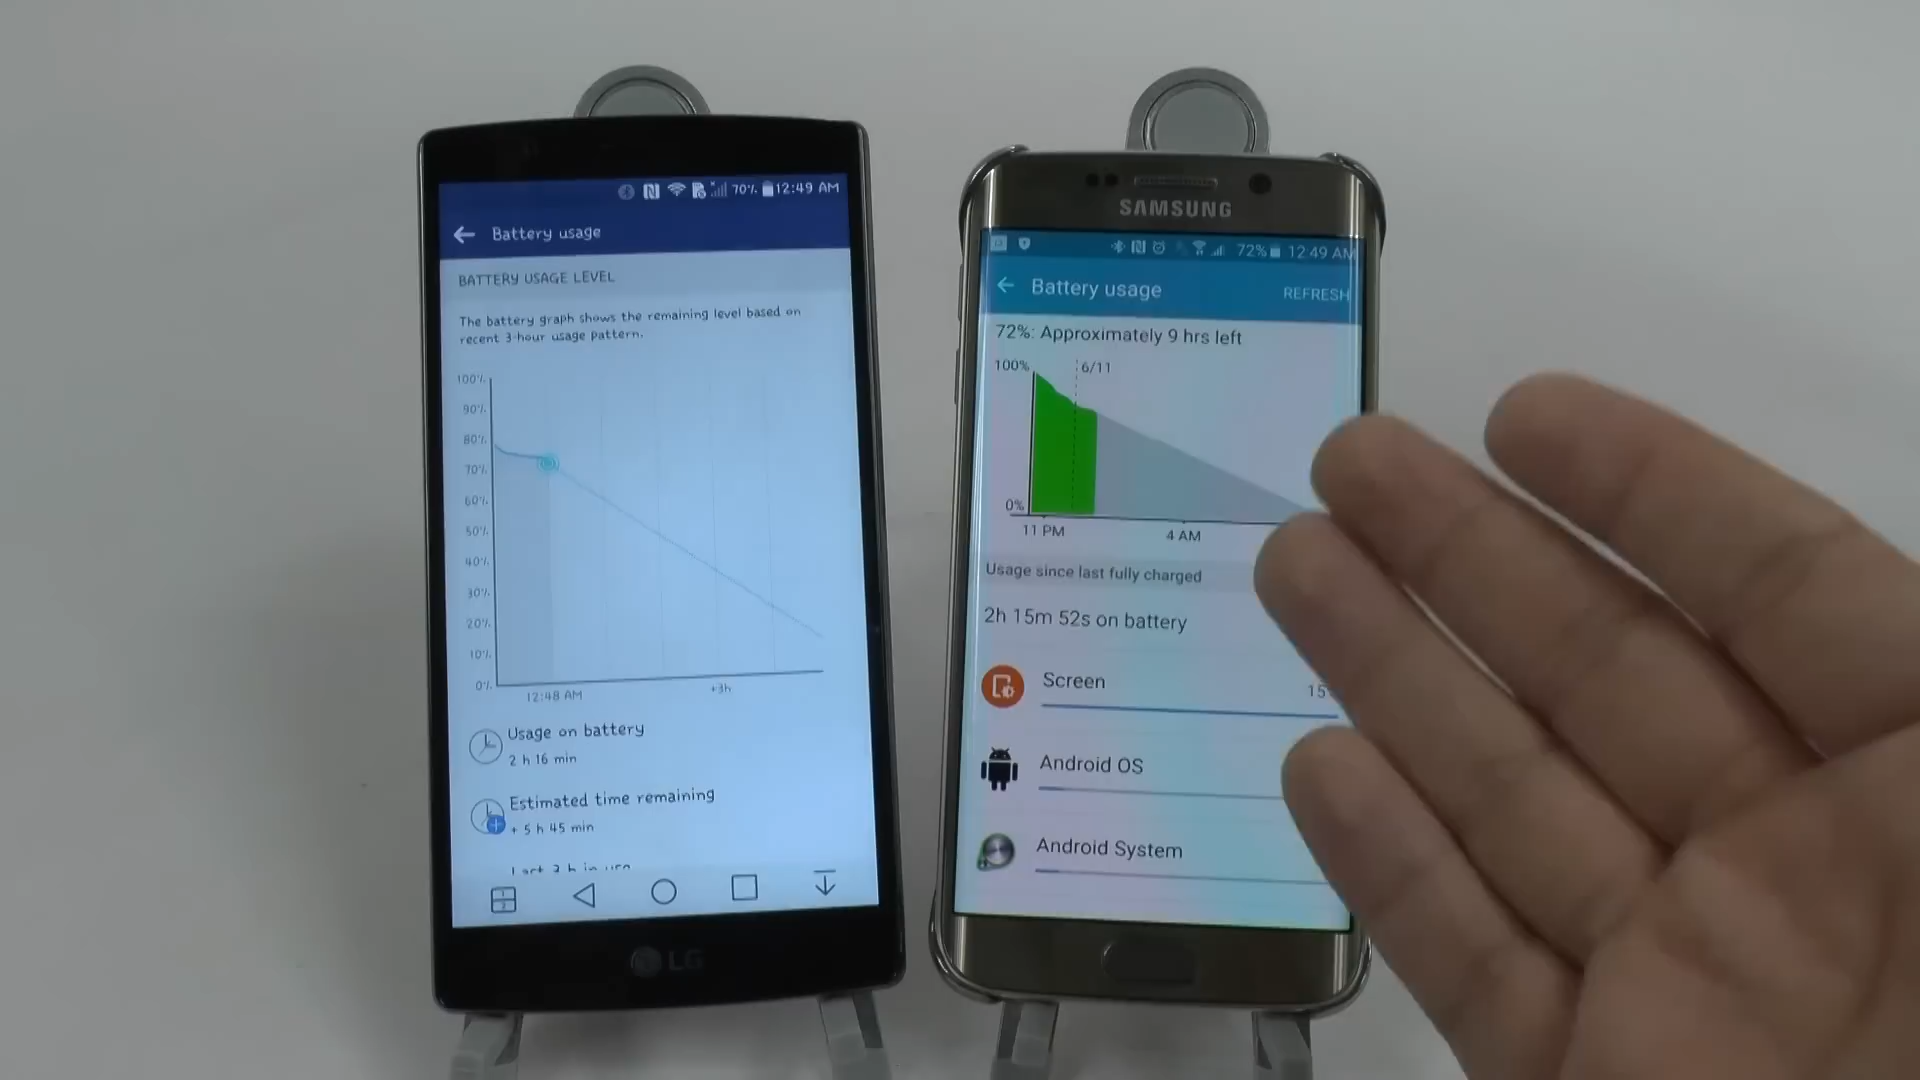 70% 12:49 AM
Battery usage
BATTERY USAGE LEVEL
The battery graph shows the remaining level based on
recent 3-hour usage pattern.
100%
90%
80%
70%
60%
50%
40%
30%
20%
10%
0%
12:48 AM
+3h
Usage on battery
2 h 16 min
Estimated time remaining
+ 5 h 45 min
LG
SAMSUNG
72% 12:49 AM
Battery usage
REFRESH
72%: Approximately 9 hrs left
100%
6/11
0%
11 PM
4 AM
Usage since last fully charged
2h 15m 52s on battery
Screen
15
Android OS
Android System